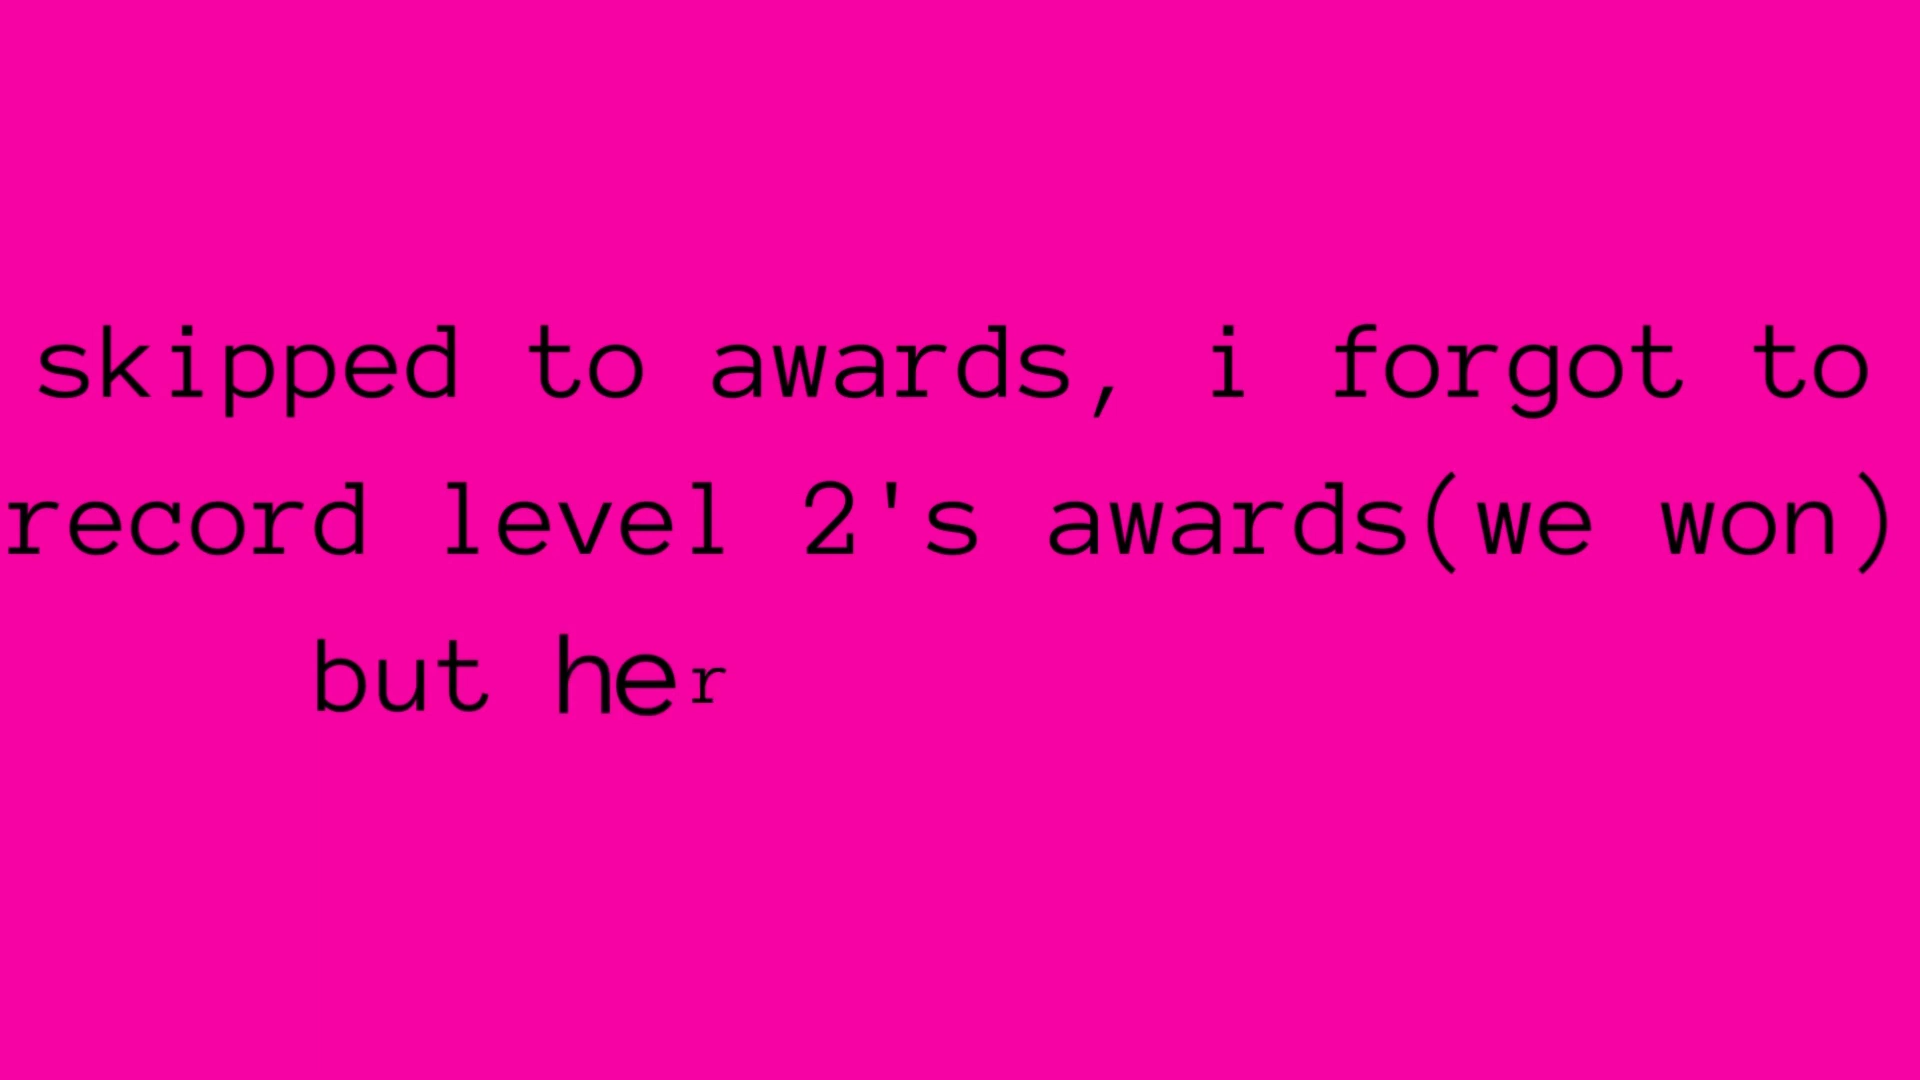 skipped to awards, i forgot to
record level 2's awards(we won)
but her